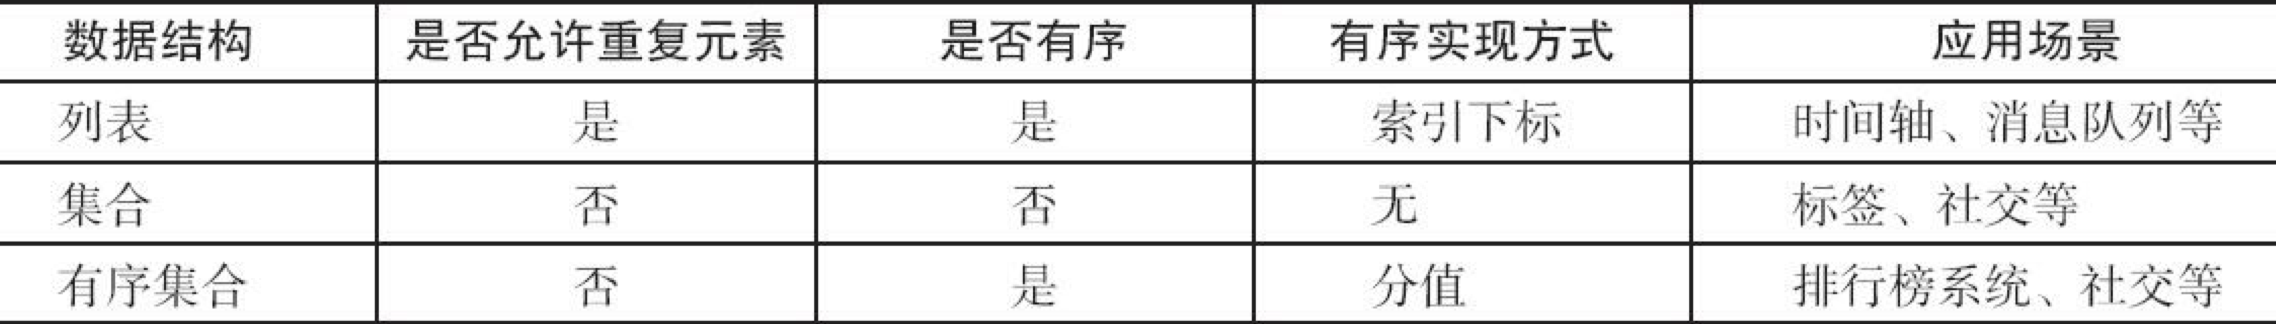 数据结构 是否允许重复元素 是否有序 有序实现方式 应用场景
列表 是 是 索引下标 时间轴、消息队列等
集合 否 否 无 标签、社交等
有序集合 否 是 分值 排行榜系统、社交等